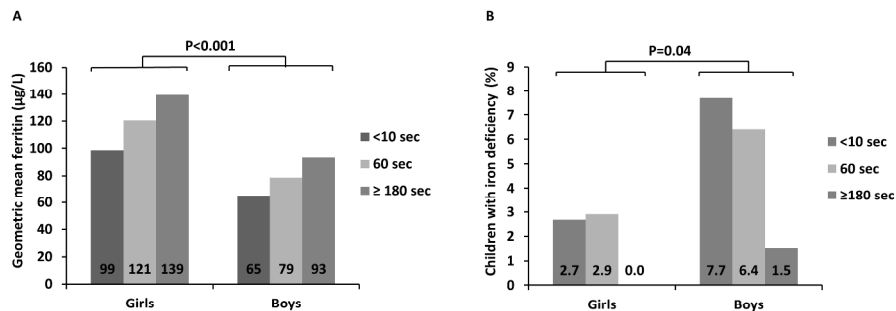 A
P<0.001
Geometric mean ferritin (µg/L)
160
140
120
100
80
60
40
20
0
99 121 139 65 79 93
Girls Boys
<10 sec
60 sec
≥ 180 sec
B
P=0.04
Children with iron deficiency (%)
9
8
7
6
5
4
3
2
1
0
2.7 2.9 0.0 7.7 6.4 1.5
Girls Boys
<10 sec
60 sec
≥180 sec